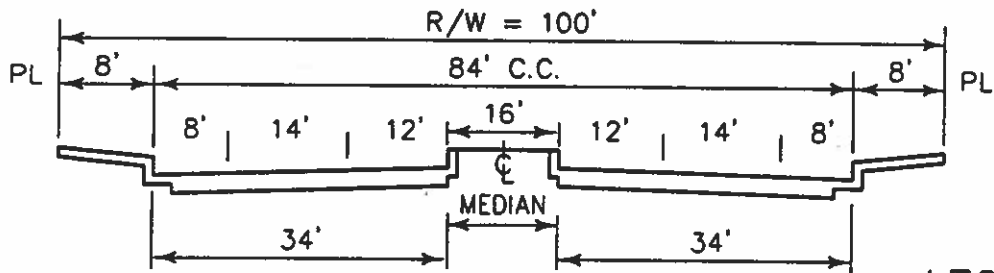 R/W = 100'
PL 8' 84' C.C. 8' PL
8' 14' 12' 16' 12' 14' 8'
℄
MEDIAN
34' 34'